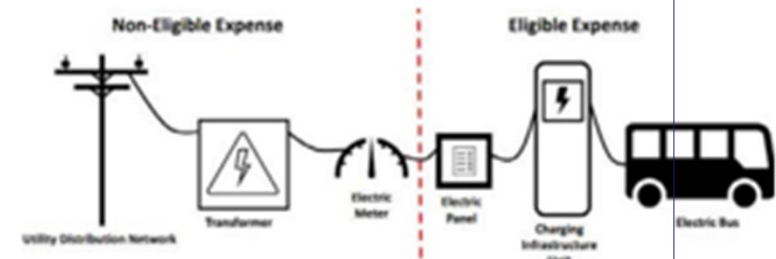 Non-Eligible Expense
Eligible Expense
Utility Distribution Network
Transformer
Electric
Meter
Electric
Panel
Charging
Infrastructure
Electric Bus